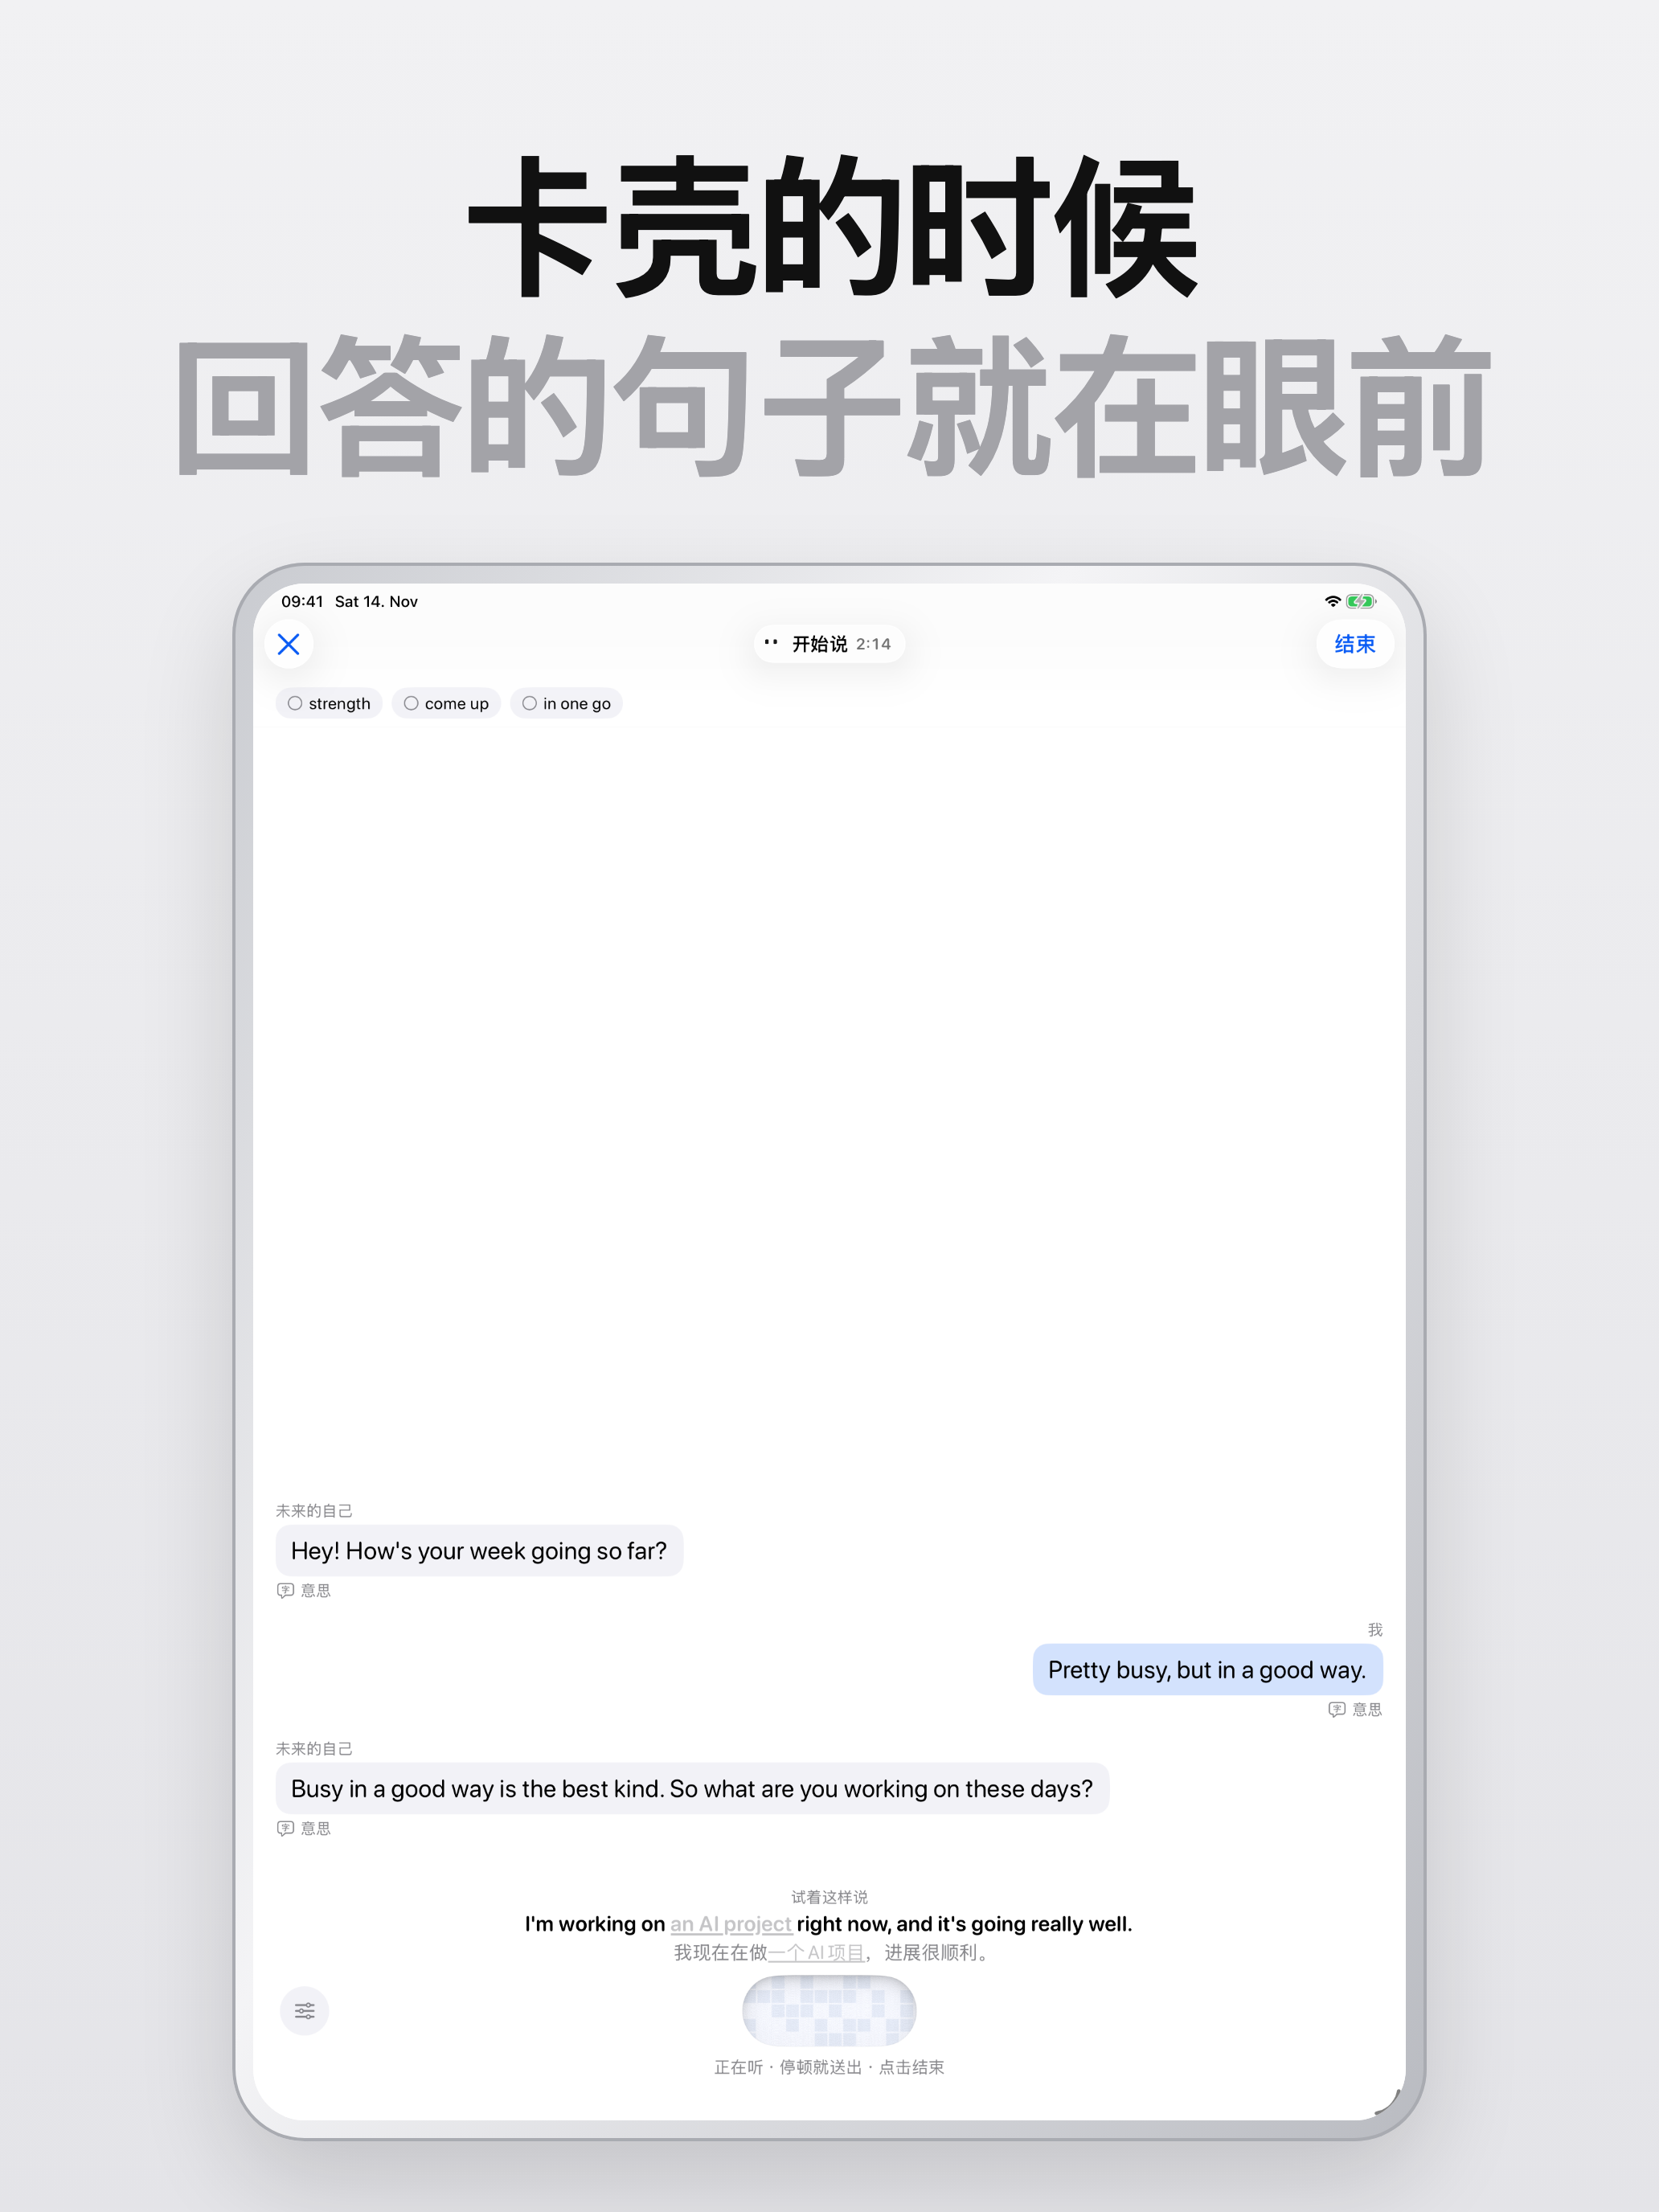 卡壳的时候
回答的句子就在眼前
09:41 Sat 14. Nov
开始说 2:14
结束
strength come up in one go
未来的自己
Hey! How's your week going so far?
意思
我
Pretty busy, but in a good way.
意思
未来的自己
Busy in a good way is the best kind. So what are you working on these days?
意思
试着这样说
I'm working on an AI project right now, and it's going really well.
我现在在做一个AI项目，进展很顺利。
正在听 · 停顿就送出 · 点击结束